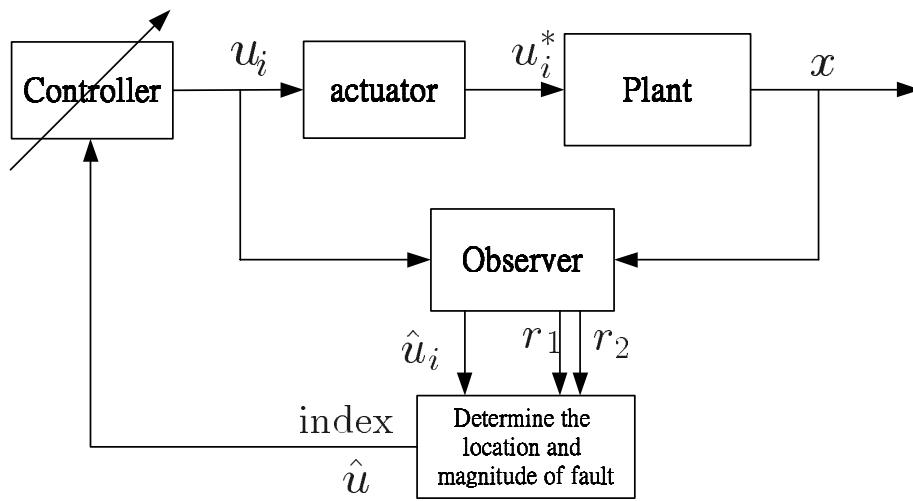 u_i
u_i^*
x
Controller
actuator
Plant
Observer
û_i
r_1
r_2
index
û
Determine the
location and
magnitude of fault